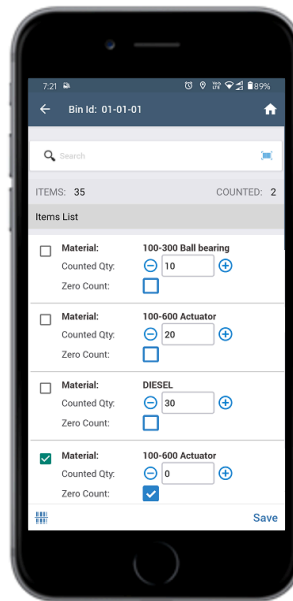 7:21 89%
Bin Id: 01-01-01
Search
ITEMS: 35 COUNTED: 2
Items List
Material: 100-300 Ball bearing
Counted Qty: 10
Zero Count:
Material: 100-600 Actuator
Counted Qty: 20
Zero Count:
Material: DIESEL
Counted Qty: 30
Zero Count:
Material: 100-600 Actuator
Counted Qty: 0
Zero Count:
Save